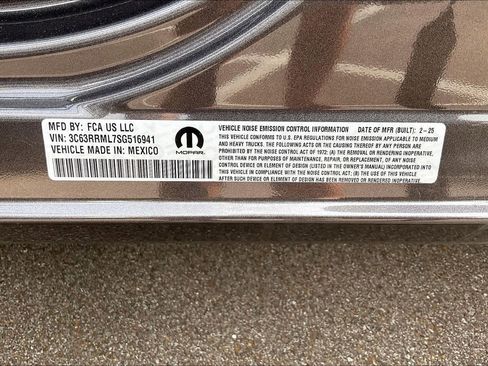 MFD BY: FCA US LLC
VIN: 3C63RRML7SG516941
VEHICLE MADE IN: MEXICO
MOPAR
VEHICLE NOISE EMISSION CONTROL INFORMATION DATE OF MFR (BUILT): 2-25
THIS VEHICLE CONFORMS TO U.S. EPA REGULATIONS FOR NOISE EMISSION APPLICABLE TO MEDIUM
AND HEAVY TRUCKS. THE FOLLOWING ACTS OR CAUSING THEREOF BY ANY PERSON ARE PROHIBITED
BY THE NOISE CONTROL ACT OF 1972: (A) THE REMOVAL OR RENDERING INOPERATIVE,
OTHER THAN FOR PURPOSES OF MAINTENANCE, REPAIR, OR REPLACEMENT, OF ANY NOISE CONTROL
DEVICE OR ELEMENT OF DESIGN (LISTED IN THE OWNER'S MANUAL) INCORPORATED INTO THIS VEHICLE
IN COMPLIANCE WITH THE NOISE CONTROL ACT; (B) THE USE OF THIS VEHICLE AFTER
SUCH DEVICE OR ELEMENT OF DESIGN HAS BEEN REMOVED OR RENDERED INOPERATIVE.